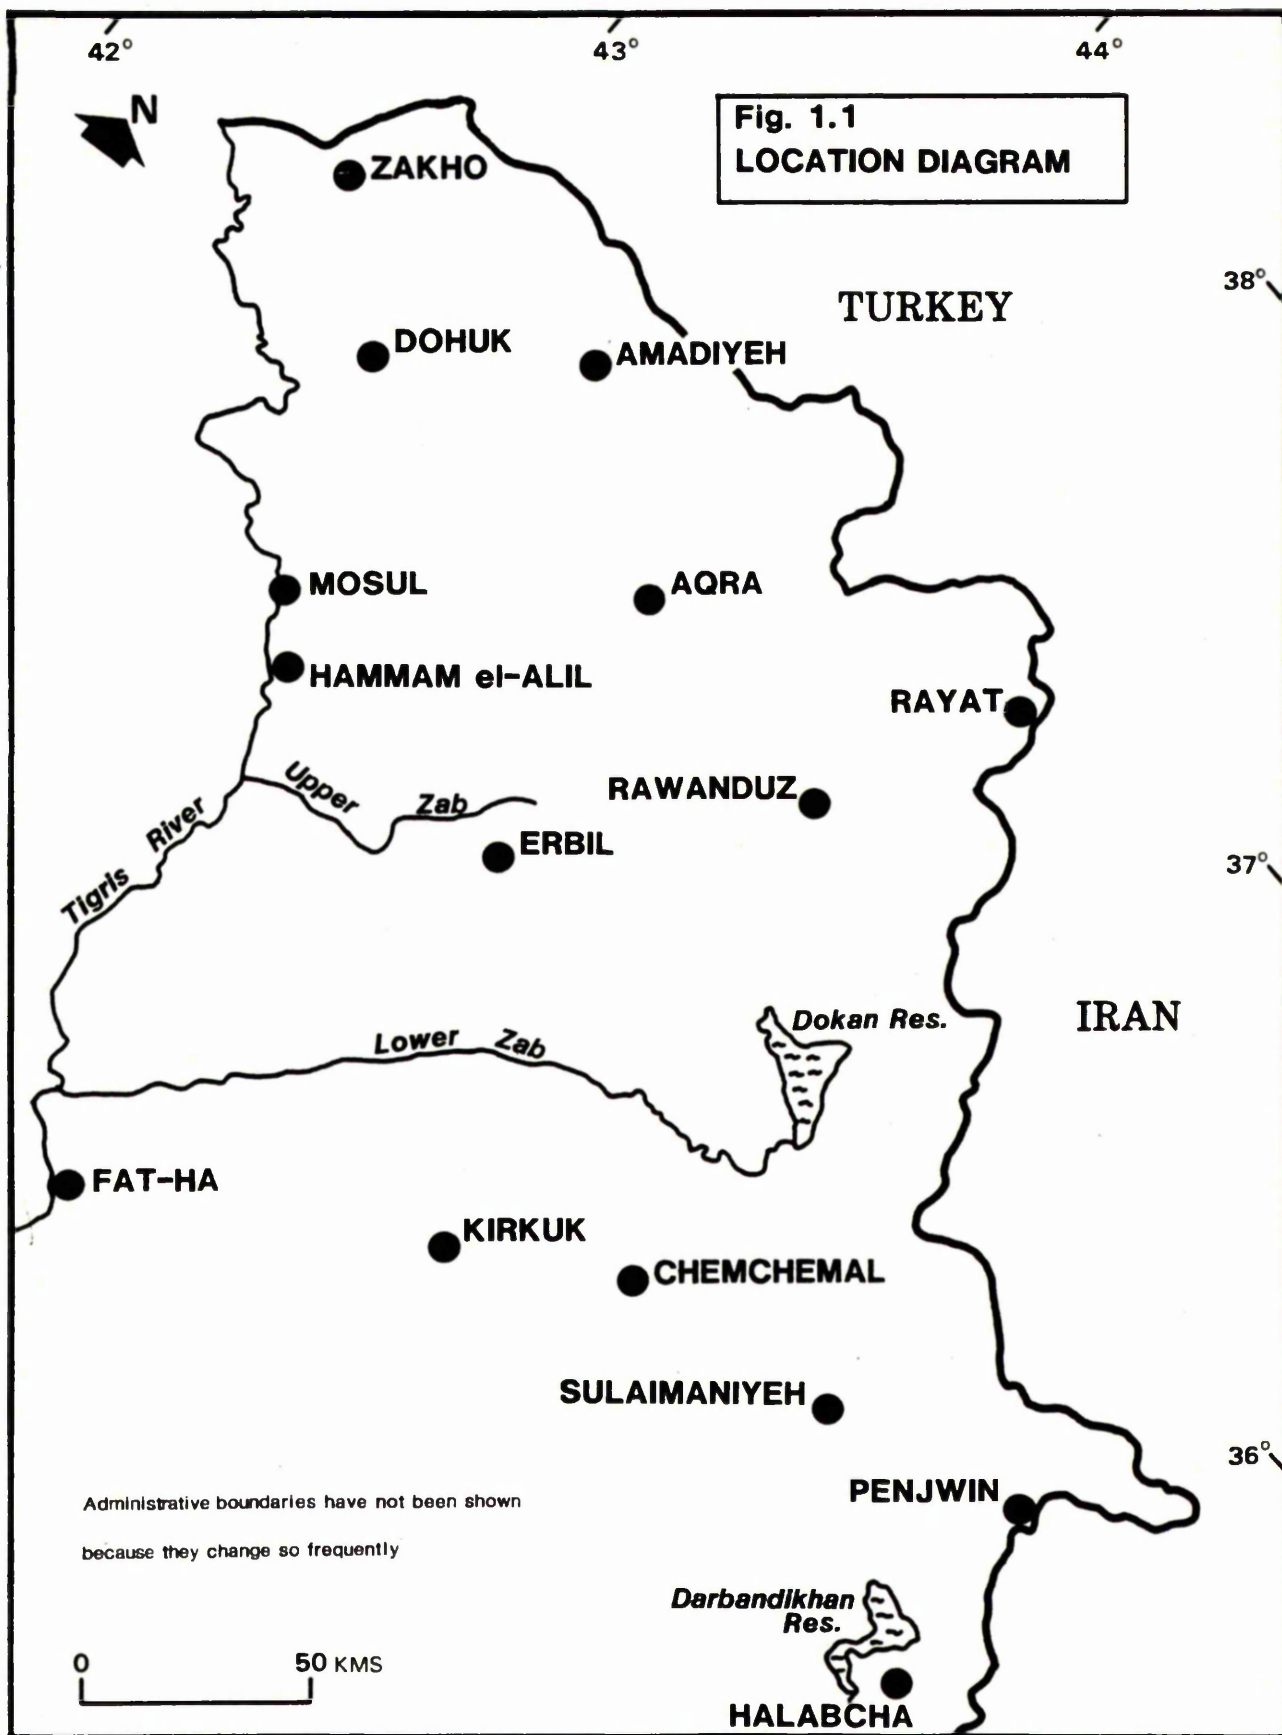 42°
43°
44°
N
Fig. 1.1
LOCATION DIAGRAM
ZAKHO
38°
TURKEY
DOHUK
AMADIYEH
MOSUL
AQRA
HAMMAM el-ALIL
RAYAT
Upper Zab
RAWANDUZ
Tigris River
ERBIL
37°
Dokan Res.
IRAN
Lower Zab
FAT-HA
KIRKUK
CHEMCHEMAL
SULAIMANIYEH
36°
PENJWIN
Administrative boundaries have not been shown
because they change so frequently
Darbandikhan
Res.
0 50 KMS
HALABCHA